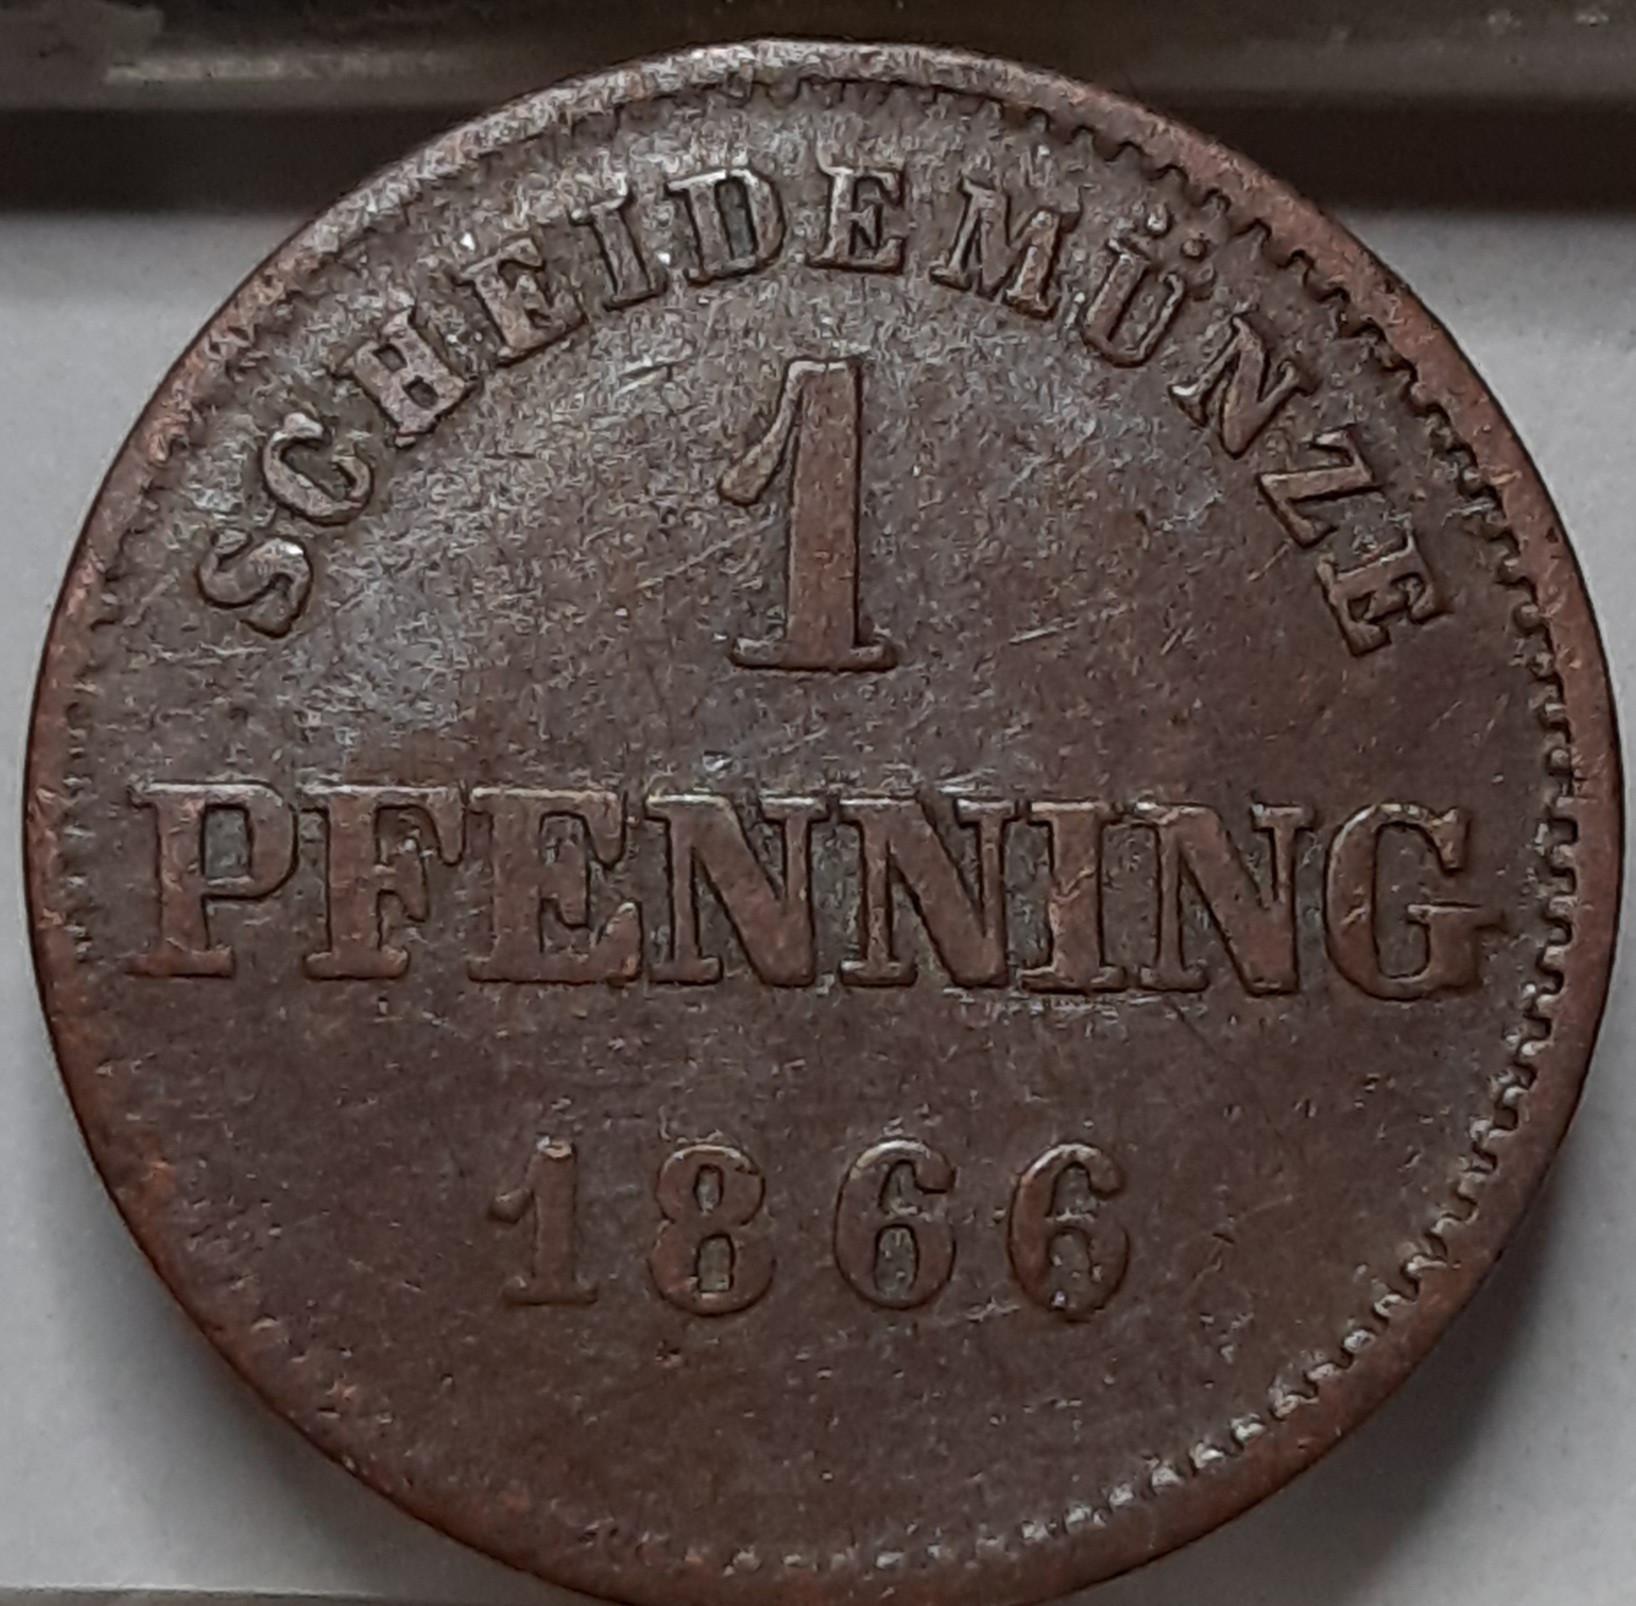 SCHEIDEMÜNZE
1
PFENNING
1866